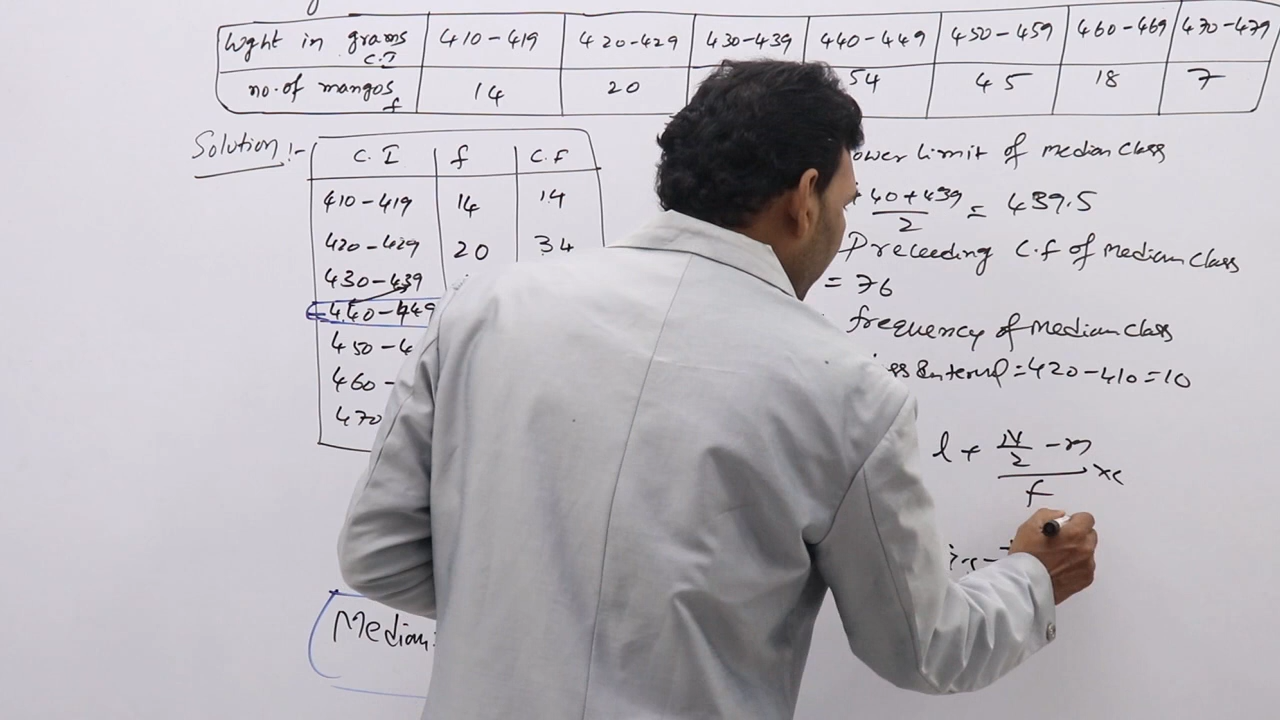 Wght in grams C.I 410-419 420-429 430-439 440-449 450-459 460-469 470-479
no.of mangos f 14 20 54 45 18 7
Solution :-
C.I f C.F
410-419 14 14
420-429 20 34
430-439
440-449
450-4
460-
470
Median:
ower limit of median class
40+439 / 2 = 439.5
Preceeding C.f of median class
= 76
frequency of median class
= 420-410=10
l + N/2 - m / f xc